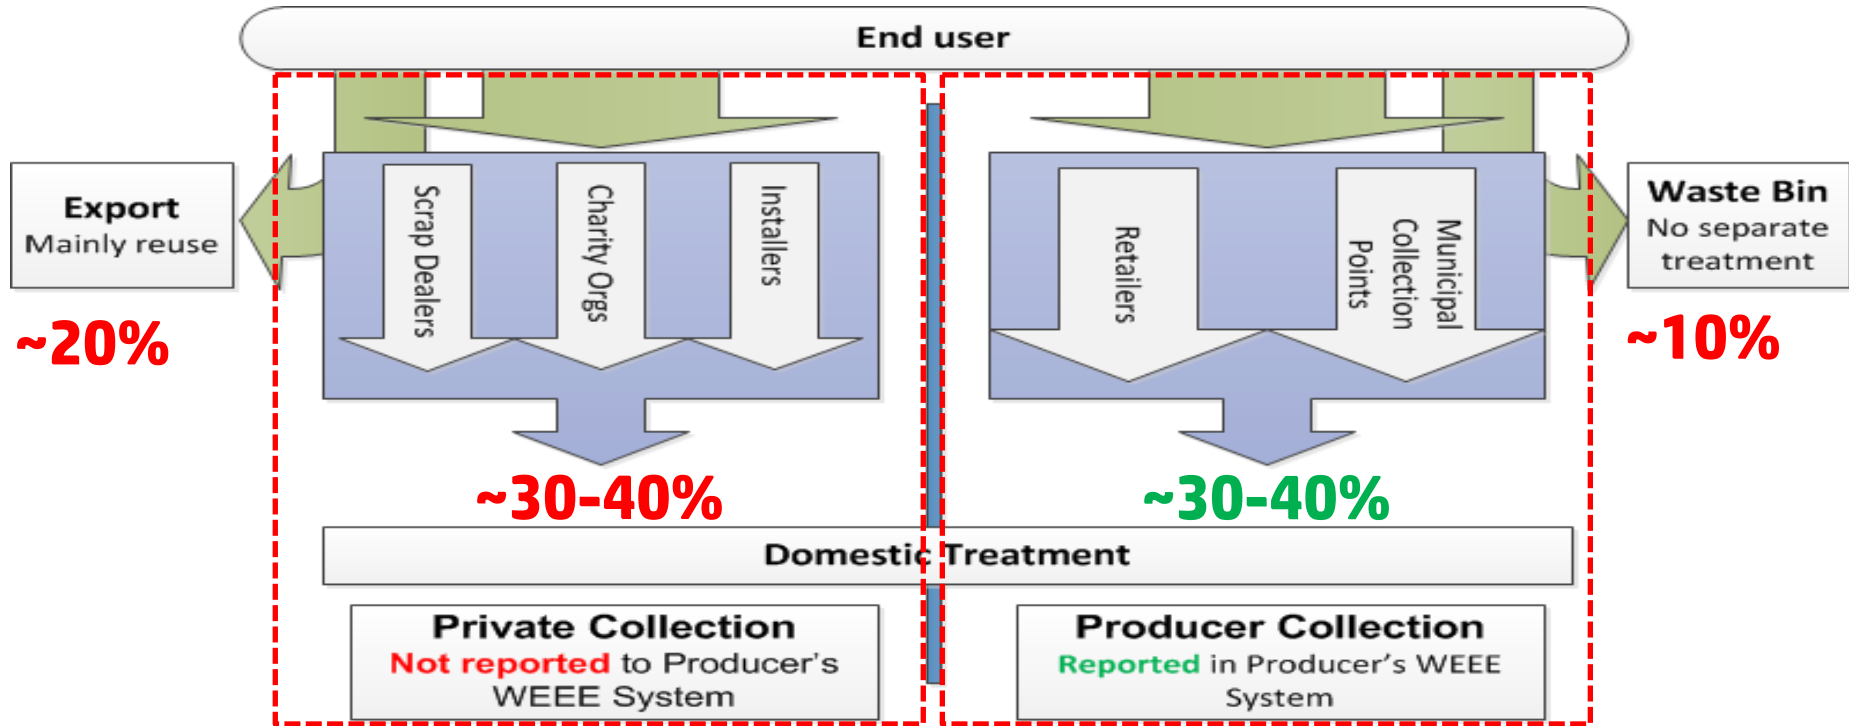 End user
Export
Mainly reuse
~20%
Scrap Dealers
Charity Orgs
Installers
Retailers
Municipal
Collection
Points
Waste Bin
No separate
treatment
~10%
~30-40%
~30-40%
Domestic Treatment
Private Collection
Not reported to Producer's
WEEE System
Producer Collection
Reported in Producer's WEEE
System